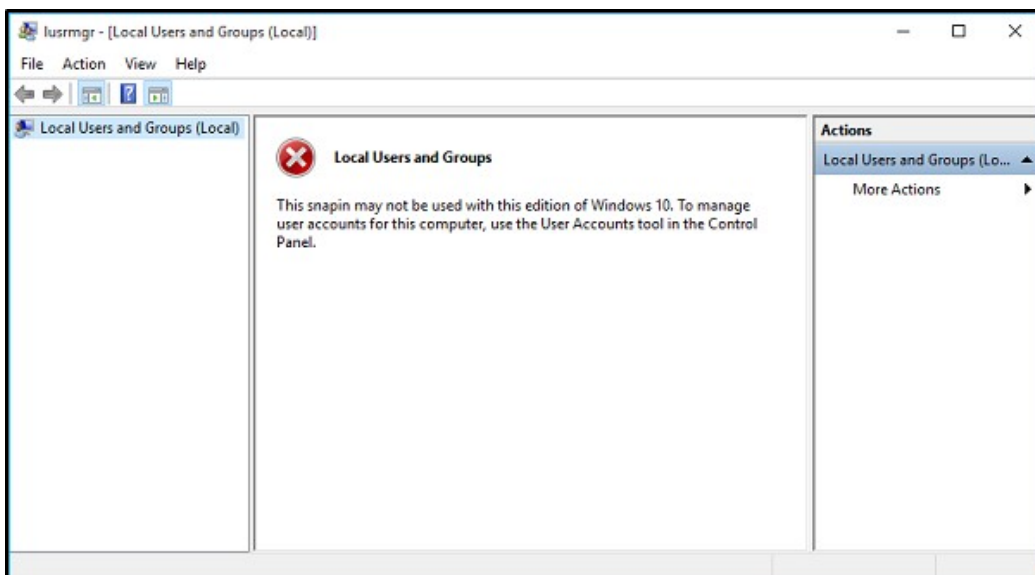 lusrmgr - [Local Users and Groups (Local)]
File Action View Help
Local Users and Groups (Local)
Local Users and Groups
This snapin may not be used with this edition of Windows 10. To manage
user accounts for this computer, use the User Accounts tool in the Control
Panel.
Actions
Local Users and Groups (Lo...
More Actions